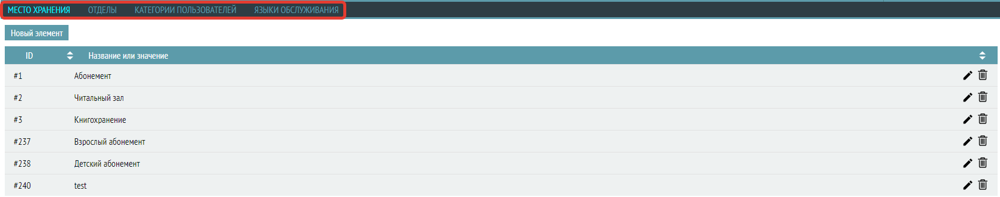 МЕСТО ХРАНЕНИЯ ОТДЕЛЫ КАТЕГОРИИ ПОЛЬЗОВАТЕЛЕЙ ЯЗЫКИ ОБСЛУЖИВАНИЯ
Новый элемент
ID Название или значение
#1 Абонемент
#2 Читальный зал
#3 Книгохранение
#237 Взрослый абонемент
#238 Детский абонемент
#240 test